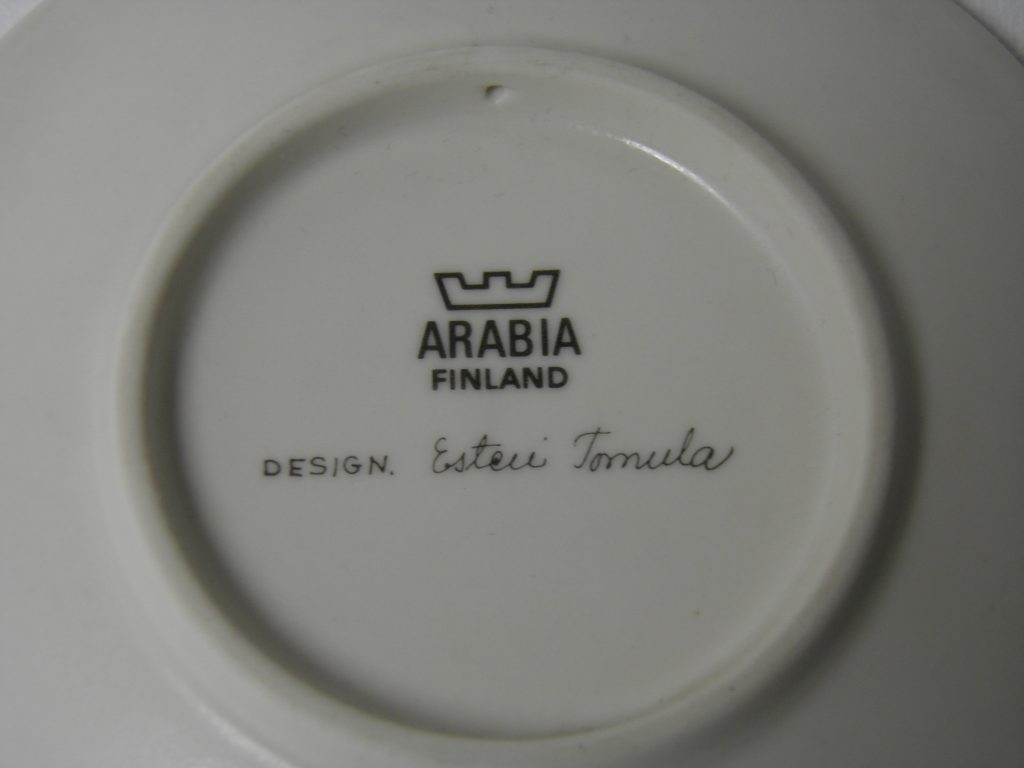 ARABIA
FINLAND
DESIGN. Esteri Tomula